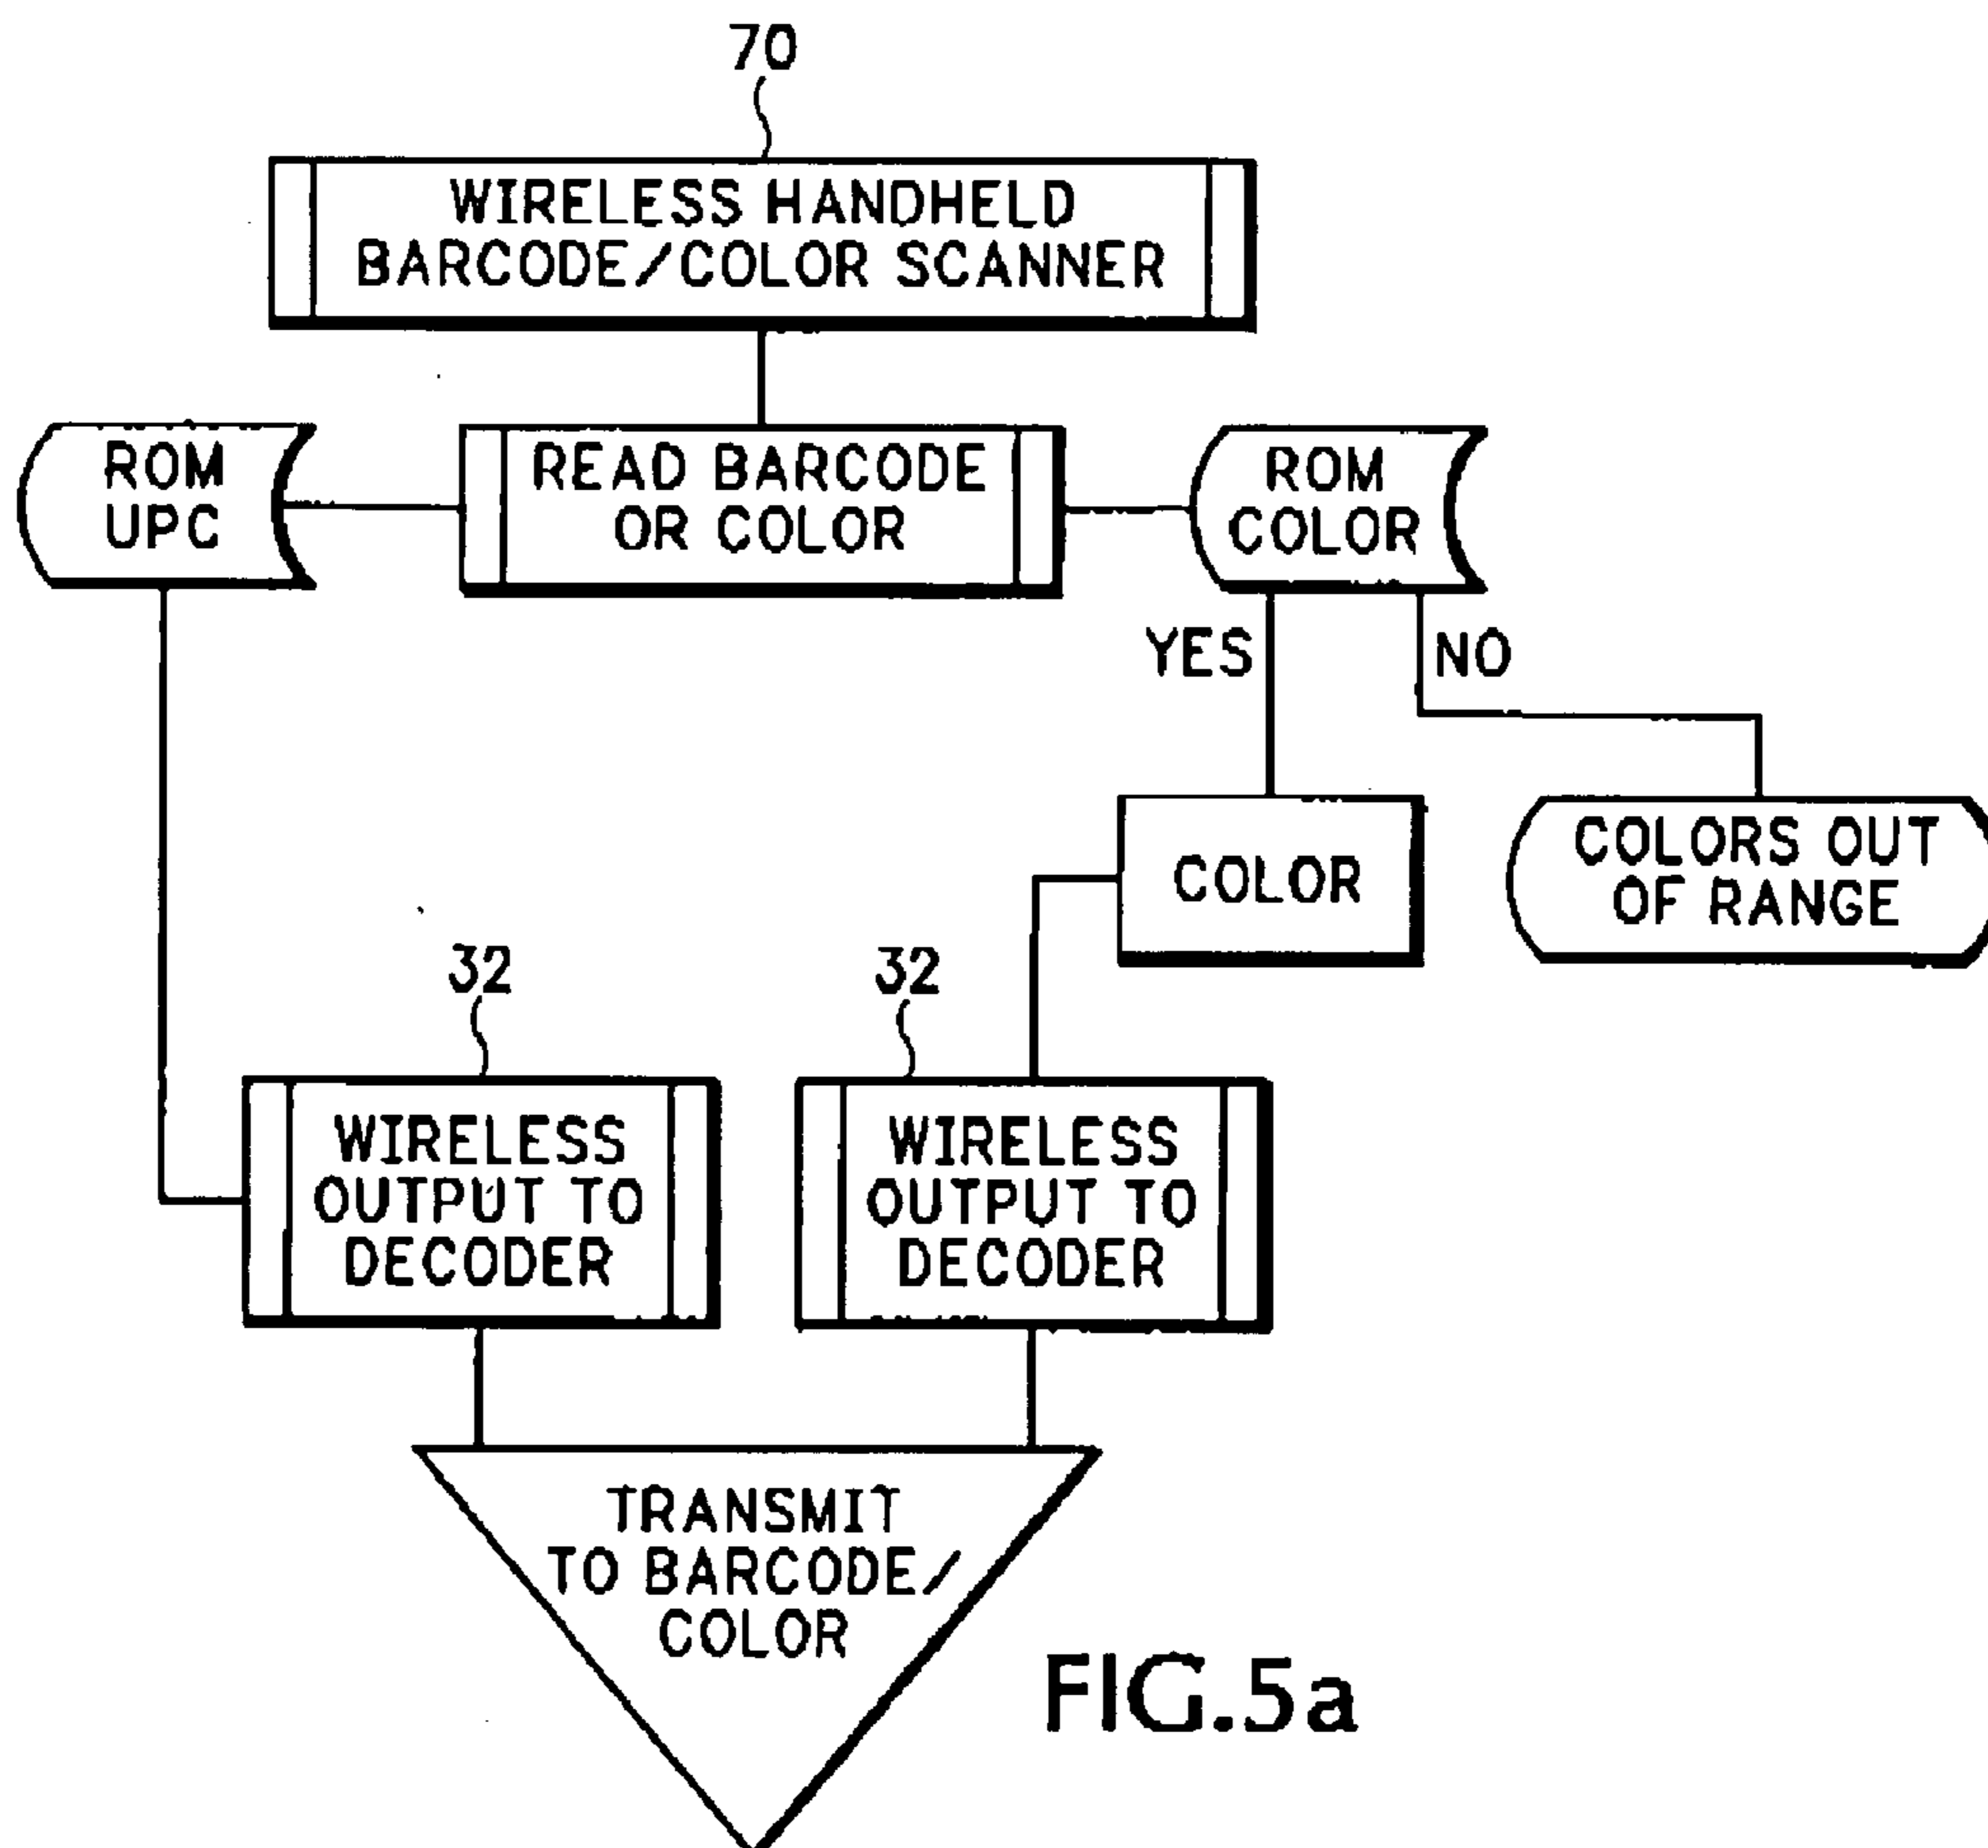 70
WIRELESS HANDHELD
BARCODE/COLOR SCANNER
ROM
UPC
READ BARCODE
OR COLOR
ROM
COLOR
YES
NO
COLOR
COLORS OUT
OF RANGE
32
32
WIRELESS
OUTPUT TO
DECODER
WIRELESS
OUTPUT TO
DECODER
TRANSMIT
TO BARCODE/
COLOR
FIG.5a